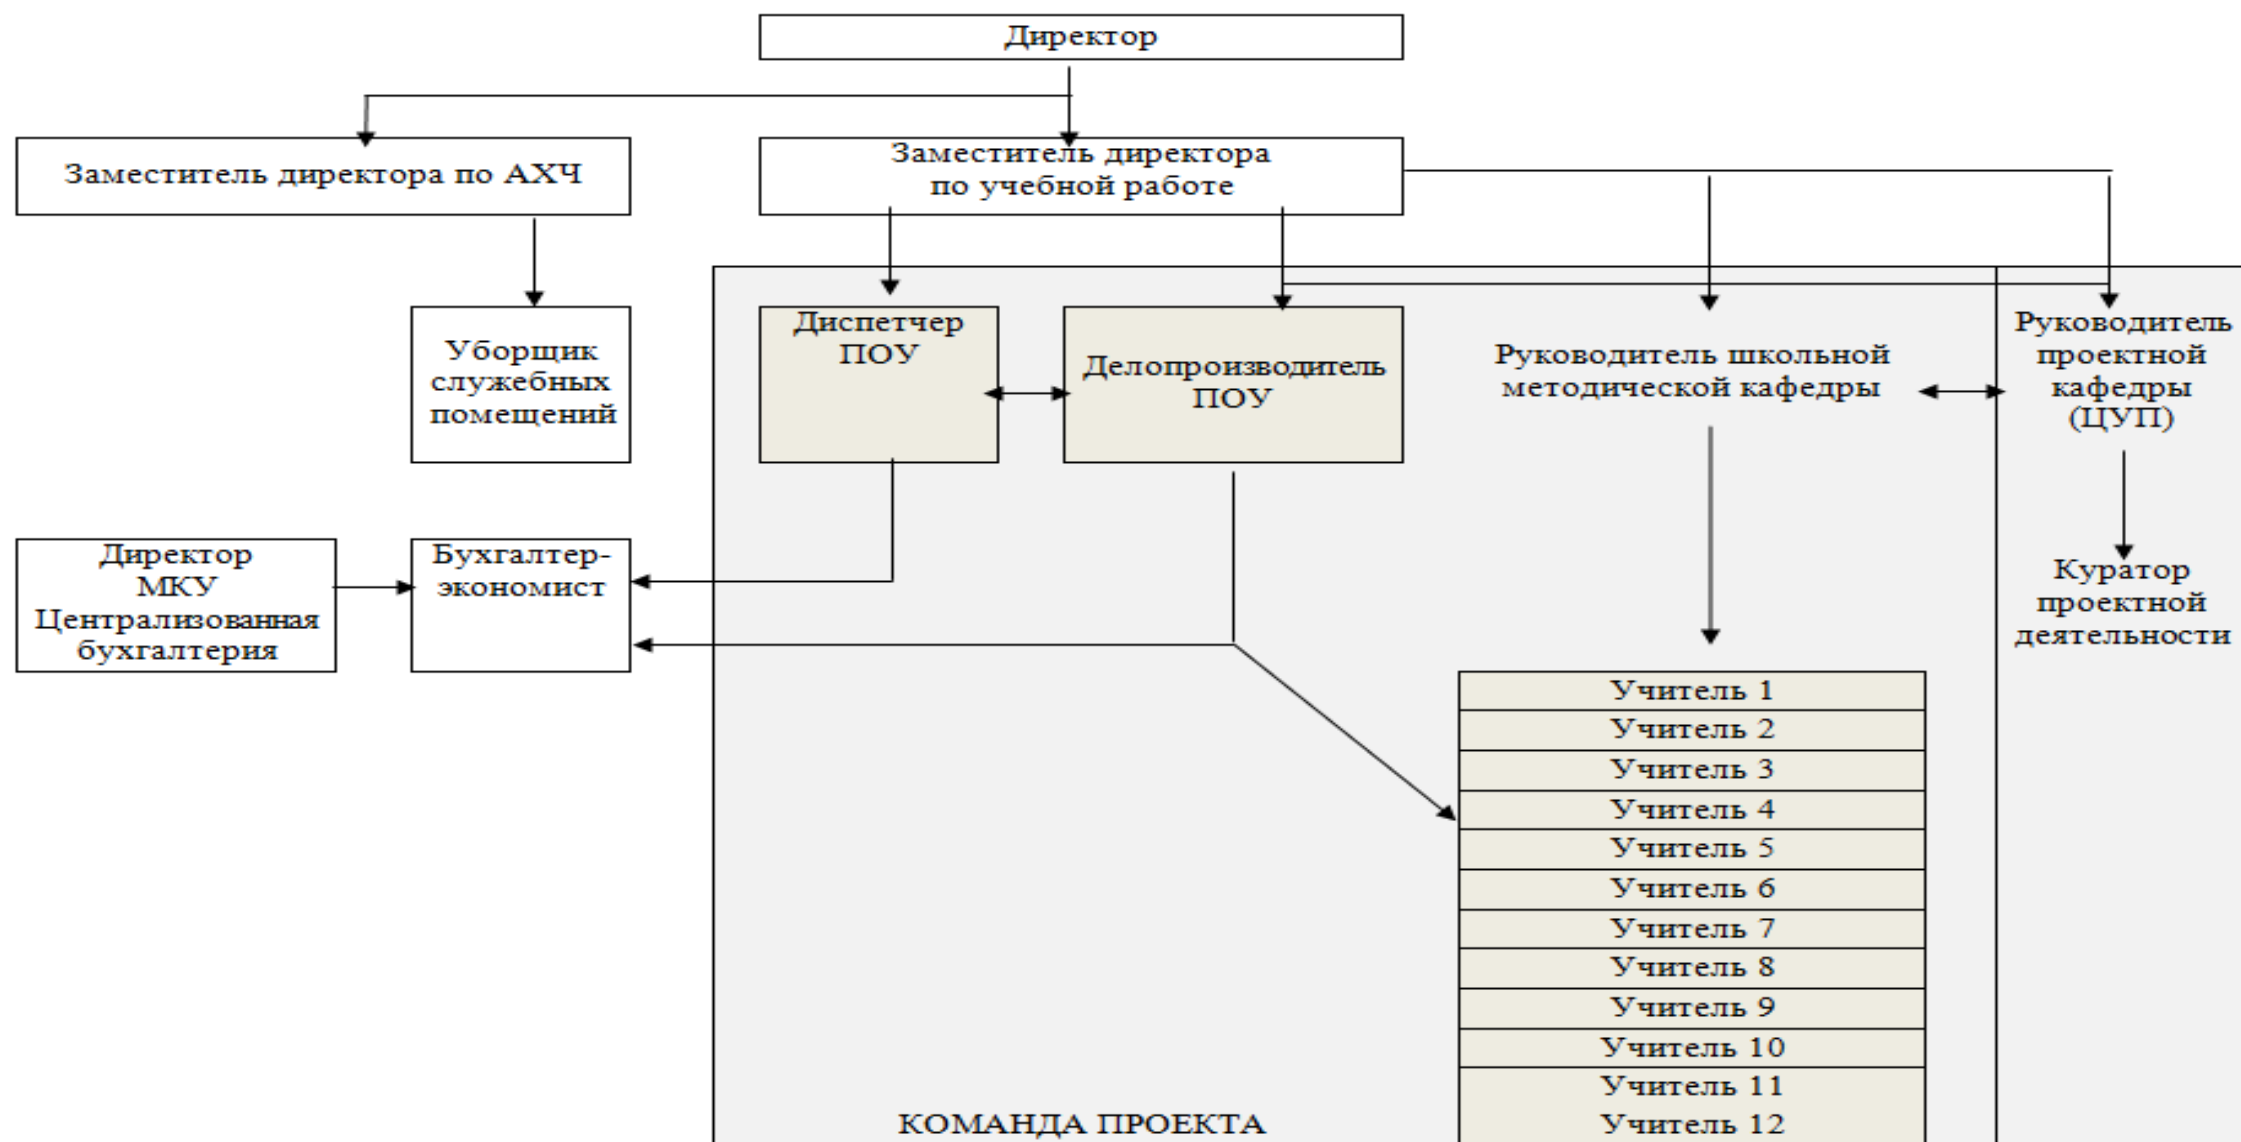 Директор
Заместитель директора по АХЧ
Заместитель директора
по учебной работе
Уборщик
служебных
помещений
Диспетчер
ПОУ
Делопроизводитель
ПОУ
Руководитель школьной
методической кафедры
Руководитель
проектной
кафедры
(ЦУП)
Директор
МКУ
Централизованная
бухгалтерия
Бухгалтер-
экономист
Куратор
проектной
деятельности
Учитель 1
Учитель 2
Учитель 3
Учитель 4
Учитель 5
Учитель 6
Учитель 7
Учитель 8
Учитель 9
Учитель 10
Учитель 11
Учитель 12
КОМАНДА ПРОЕКТА